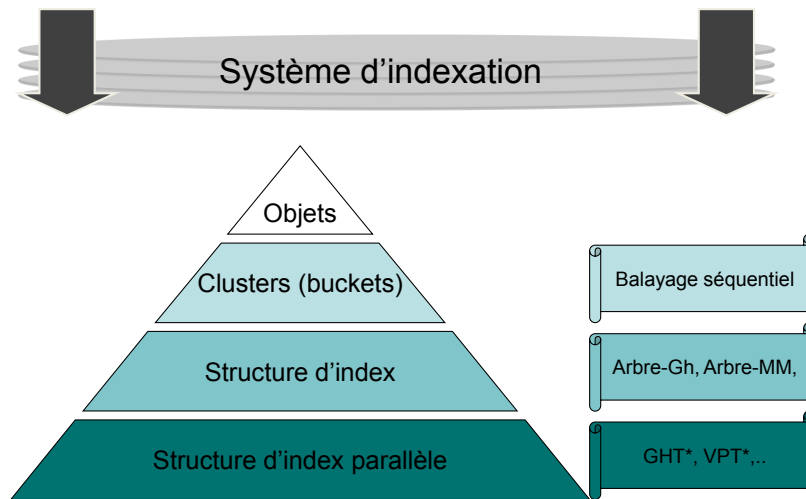 Système d’indexation
Objets
Clusters (buckets)
Balayage séquentiel
Structure d’index
Arbre-Gh, Arbre-MM,
Structure d’index parallèle
GHT*, VPT*,..